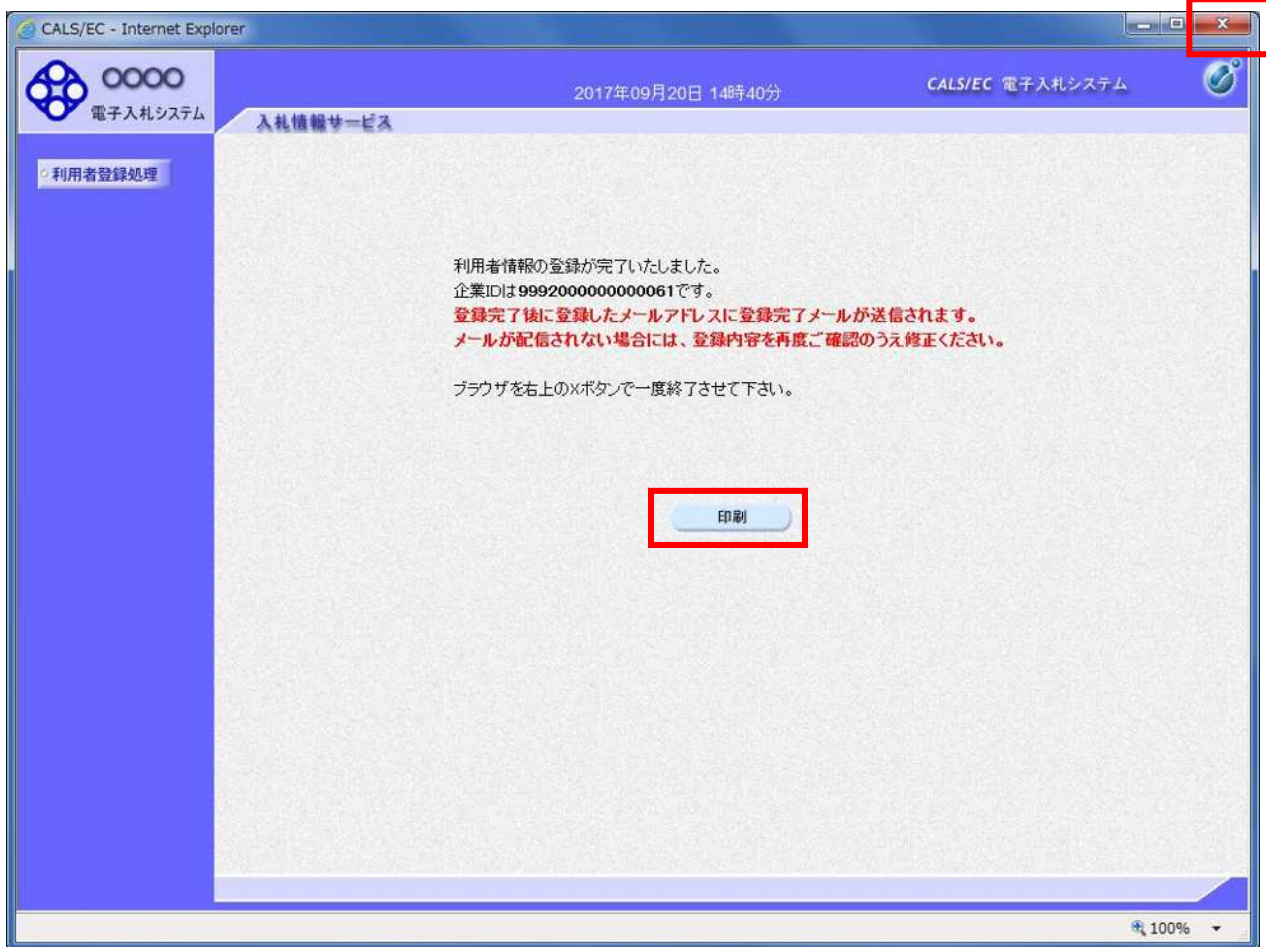 CALS/EC - Internet Explorer
〇〇〇〇
電子入札システム
2017年09月20日 14時40分
CALS/EC 電子入札システム
入札情報サービス
利用者登録処理
利用者情報の登録が完了いたしました。
企業IDは9992000000000061です。
登録完了後に登録したメールアドレスに登録完了メールが送信されます。
メールが配信されない場合には、登録内容を再度ご確認のうえ修正ください。
ブラウザを右上の×ボタンで一度終了させて下さい。
印刷
100%